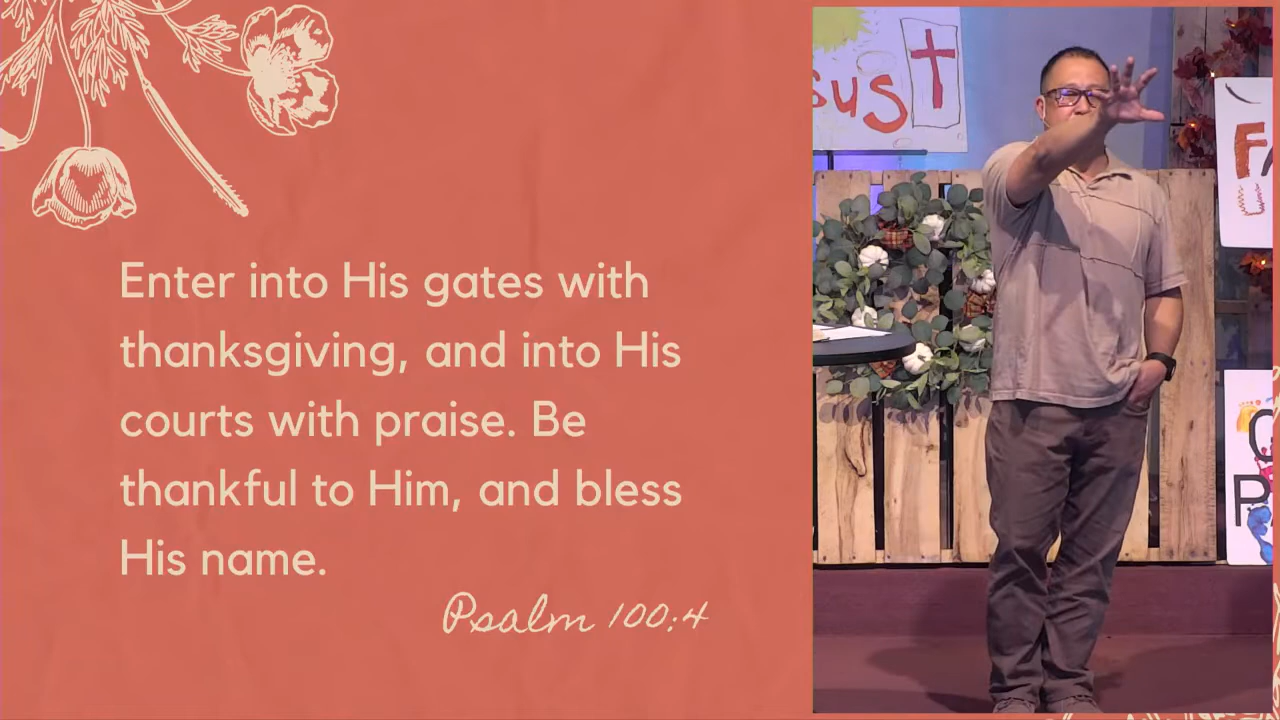 Enter into His gates with
thanksgiving, and into His
courts with praise. Be
thankful to Him, and bless
His name.
Psalm 100:4
sus